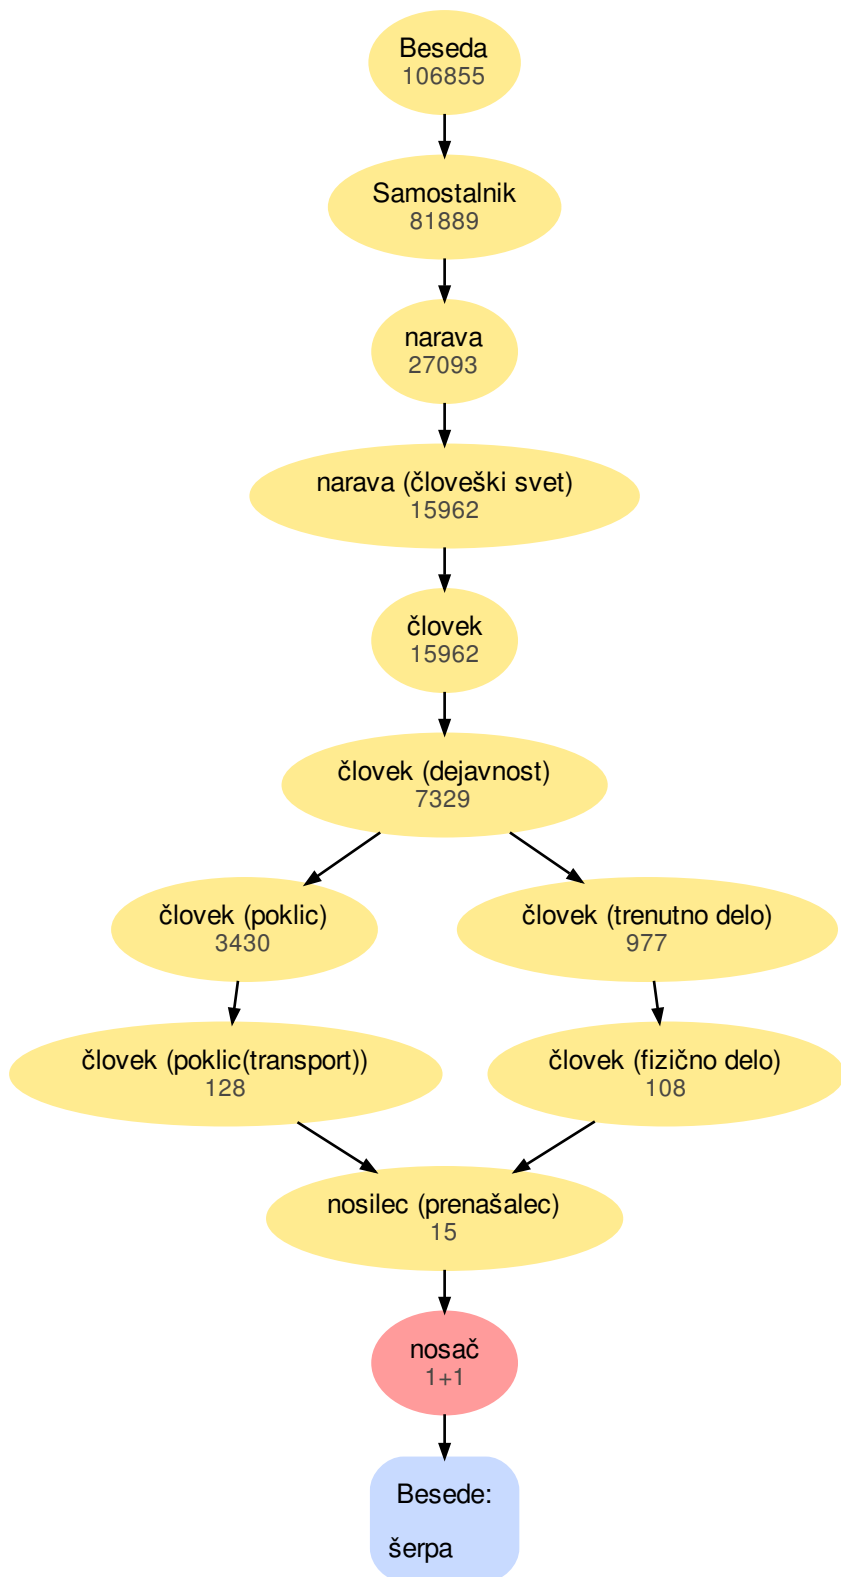 Beseda
106855
Samostalnik
81889
narava
27093
narava (človeški svet)
15962
človek
15962
človek (dejavnost)
7329
človek (poklic)
3430
človek (trenutno delo)
977
človek (poklic(transport))
128
človek (fizično delo)
108
nosilec (prenašalec)
15
nosač
1+1
Besede:
šerpa